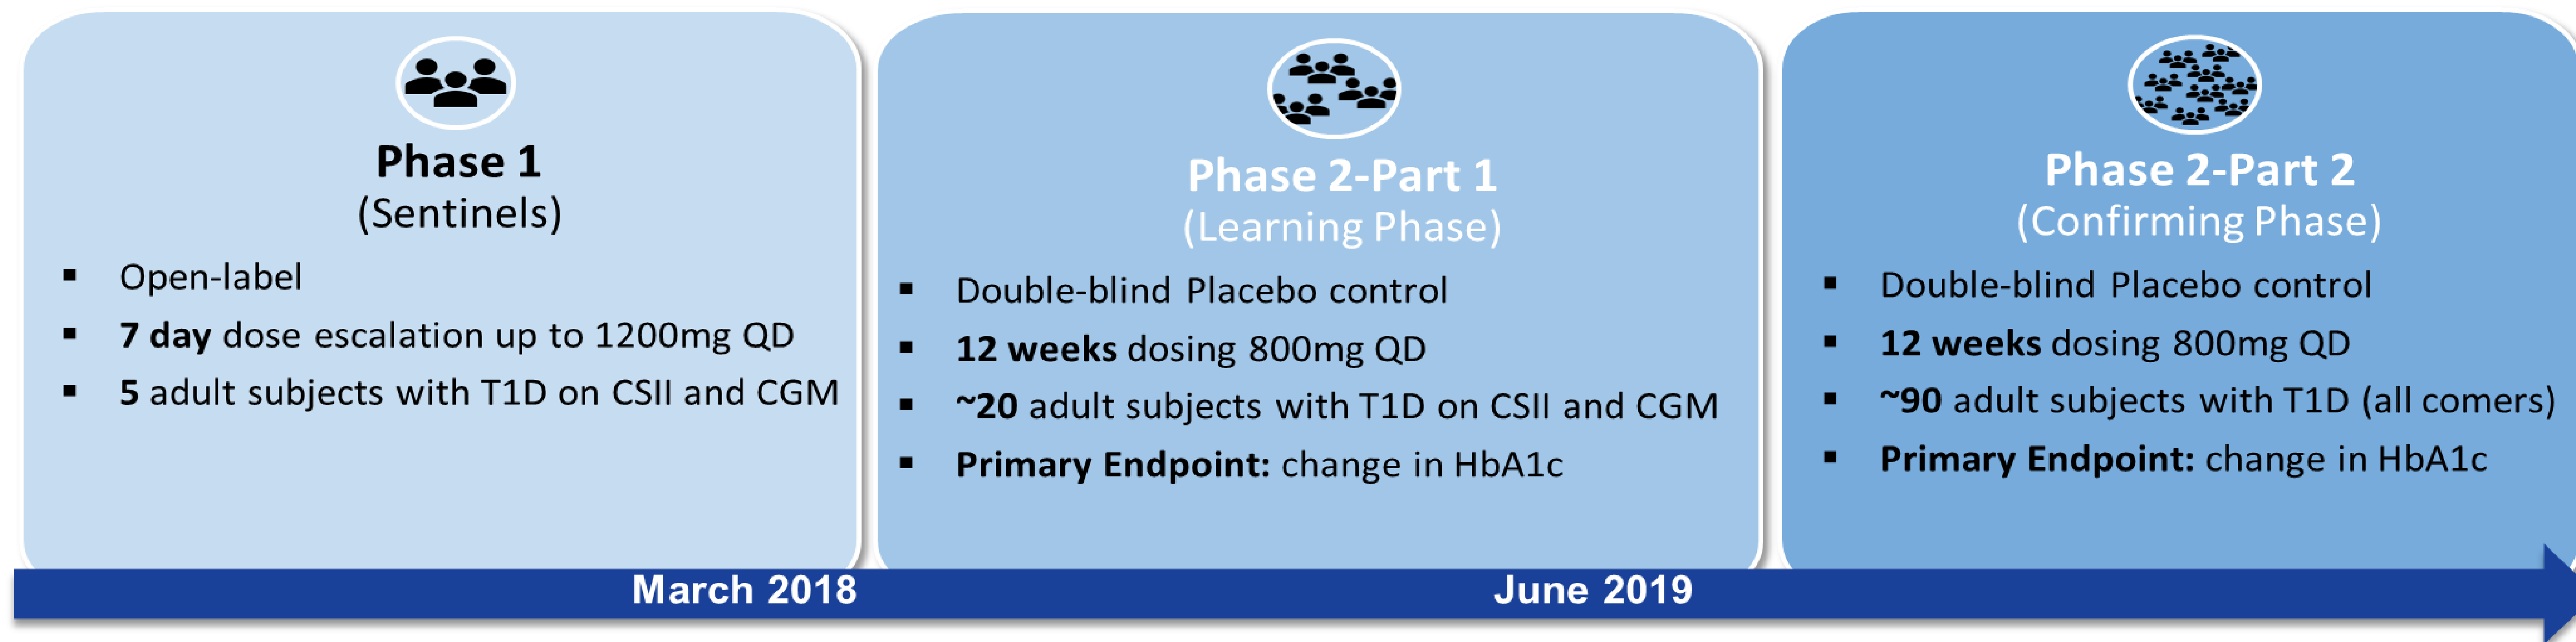 Phase 1
(Sentinels)
▪ Open-label
▪ 7 day dose escalation up to 1200mg QD
▪ 5 adult subjects with T1D on CSII and CGM
Phase 2-Part 1
(Learning Phase)
▪ Double-blind Placebo control
▪ 12 weeks dosing 800mg QD
▪ ~20 adult subjects with T1D on CSII and CGM
▪ Primary Endpoint: change in HbA1c
Phase 2-Part 2
(Confirming Phase)
▪ Double-blind Placebo control
▪ 12 weeks dosing 800mg QD
▪ ~90 adult subjects with T1D (all comers)
▪ Primary Endpoint: change in HbA1c
March 2018
June 2019